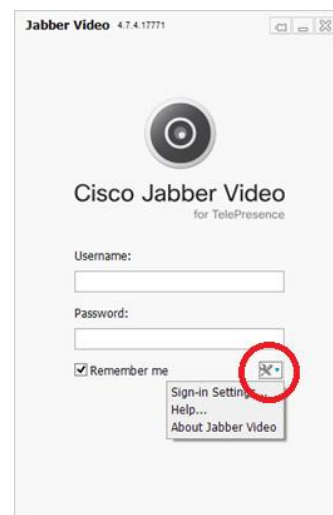 Jabber Video 4.7.4.17771
Cisco Jabber Video
for TelePresence
Username:
Password:
Remember me
Sign-in Settings...
Help...
About Jabber Video